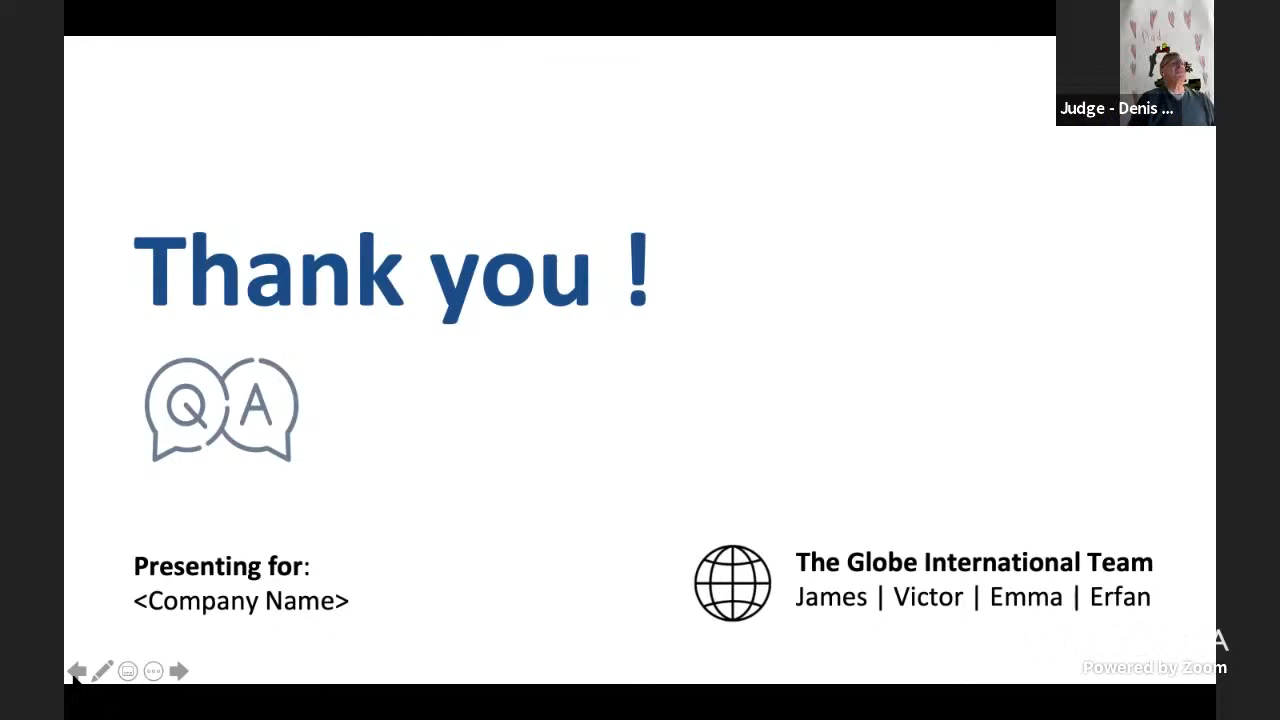 Judge - Denis ...
Dad
Thank you !
Q A
Presenting for:
<Company Name>
The Globe International Team
James | Victor | Emma | Erfan
A
Powered by Zoom